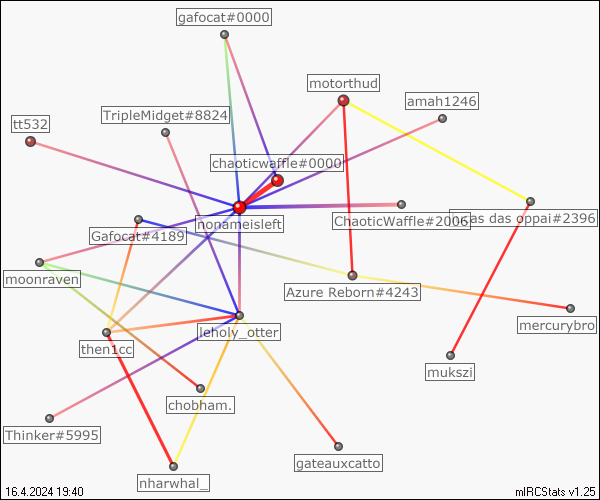 gafocat#0000
motorthud
amah1246
TripleMidget#8824
tt532
chaoticwaffle#0000
nonameisleft
ChaoticWaffle#2006
as das oppai#2396
Gafocat#4189
moonraven
Azure Reborn#4243
mercurybro
leholy_otter
then1cc
mukszi
chobham.
Thinker#5995
gateauxcatto
nharwhal_
16.4.2024 19:40
mIRCStats v1.25